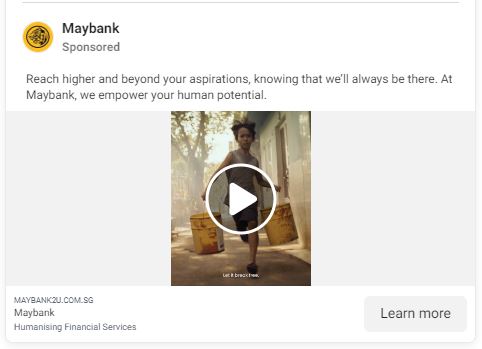 Maybank
Sponsored
Reach higher and beyond your aspirations, knowing that we'll always be there. At
Maybank, we empower your human potential.
Let it break free.
MAYBANK2U.COM.SG
Maybank
Humanising Financial Services
Learn more